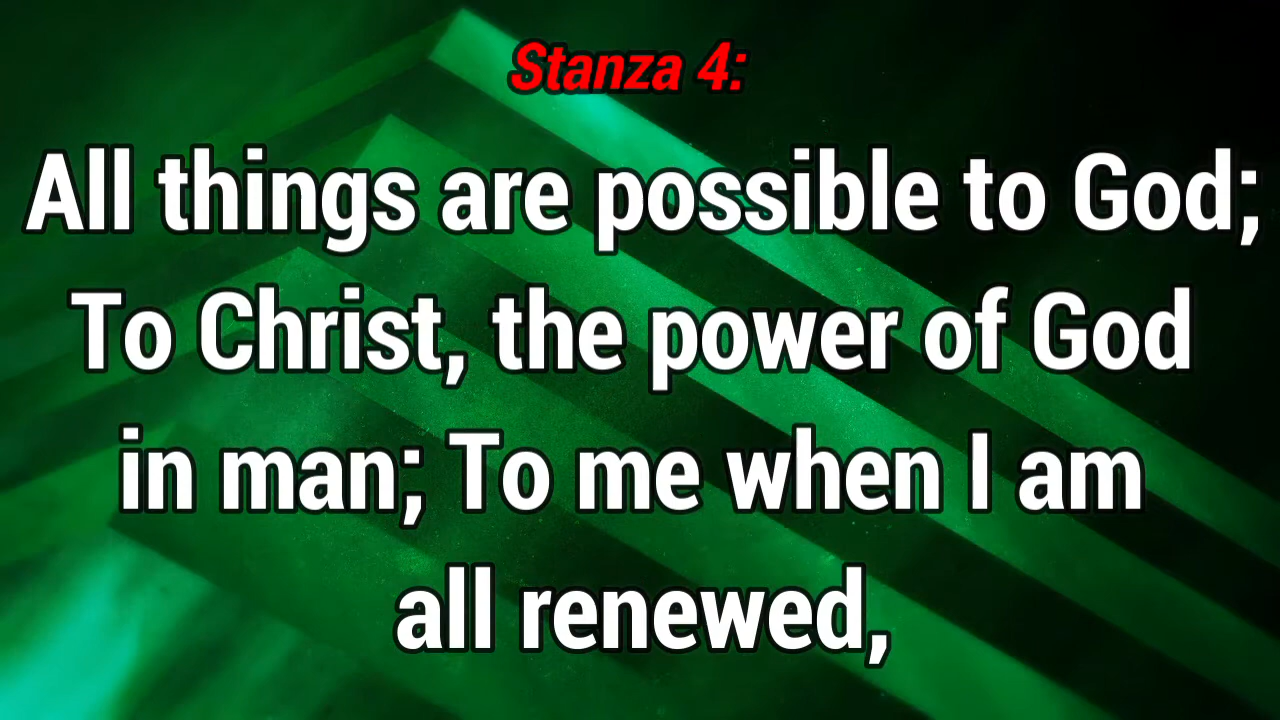 Stanza 4:
All things are possible to God;
To Christ, the power of God
in man; To me when I am
all renewed,